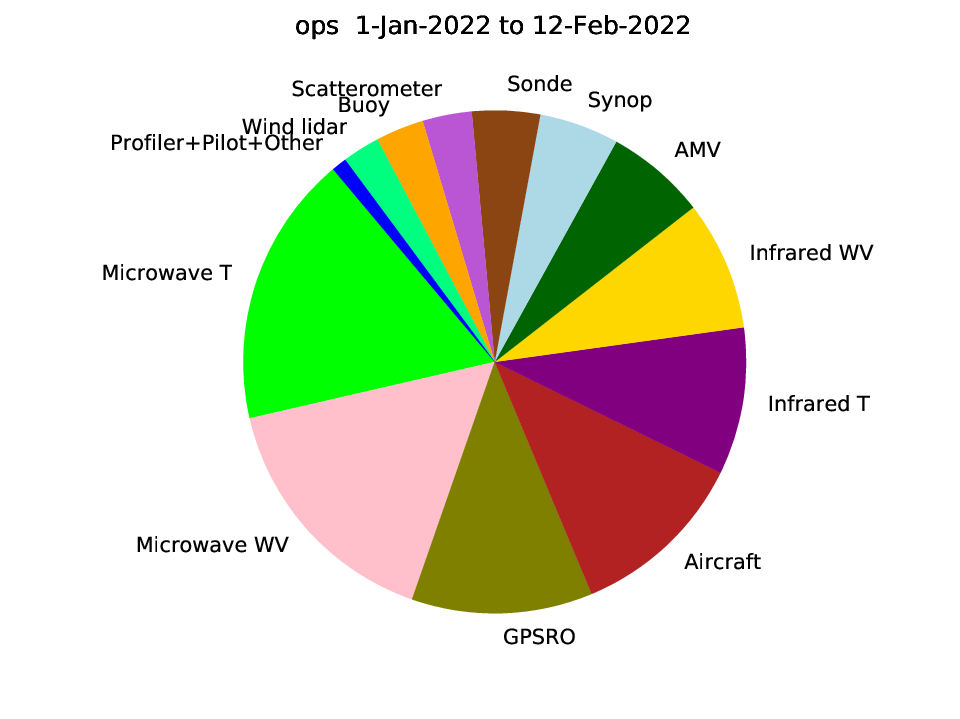 ops  1-Jan-2022 to 12-Feb-2022
Sonde
Scatterometer
Synop
Buoy
Wind lidar
Profiler+Pilot+Other
AMV
Infrared WV
Microwave T
Infrared T
Microwave WV
Aircraft
GPSRO